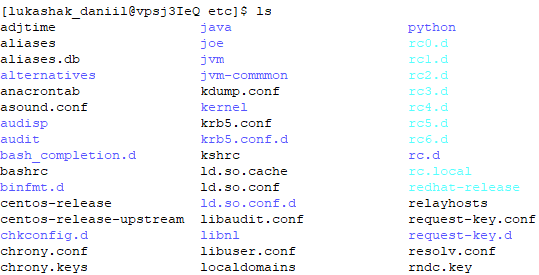 [lukashak_daniil@vpsj3IeQ etc]$ ls
adjtime java python
aliases joe rc0.d
aliases.db jvm rc1.d
alternatives jvm-commmon rc2.d
anacrontab kdump.conf rc3.d
asound.conf kernel rc4.d
audisp krb5.conf rc5.d
audit krb5.conf.d rc6.d
bash_completion.d kshrc rc.d
bashrc ld.so.cache rc.local
binfmt.d ld.so.conf redhat-release
centos-release ld.so.conf.d relayhosts
centos-release-upstream libaudit.conf request-key.conf
chkconfig.d libnl request-key.d
chrony.conf libuser.conf resolv.conf
chrony.keys localdomains rndc.key